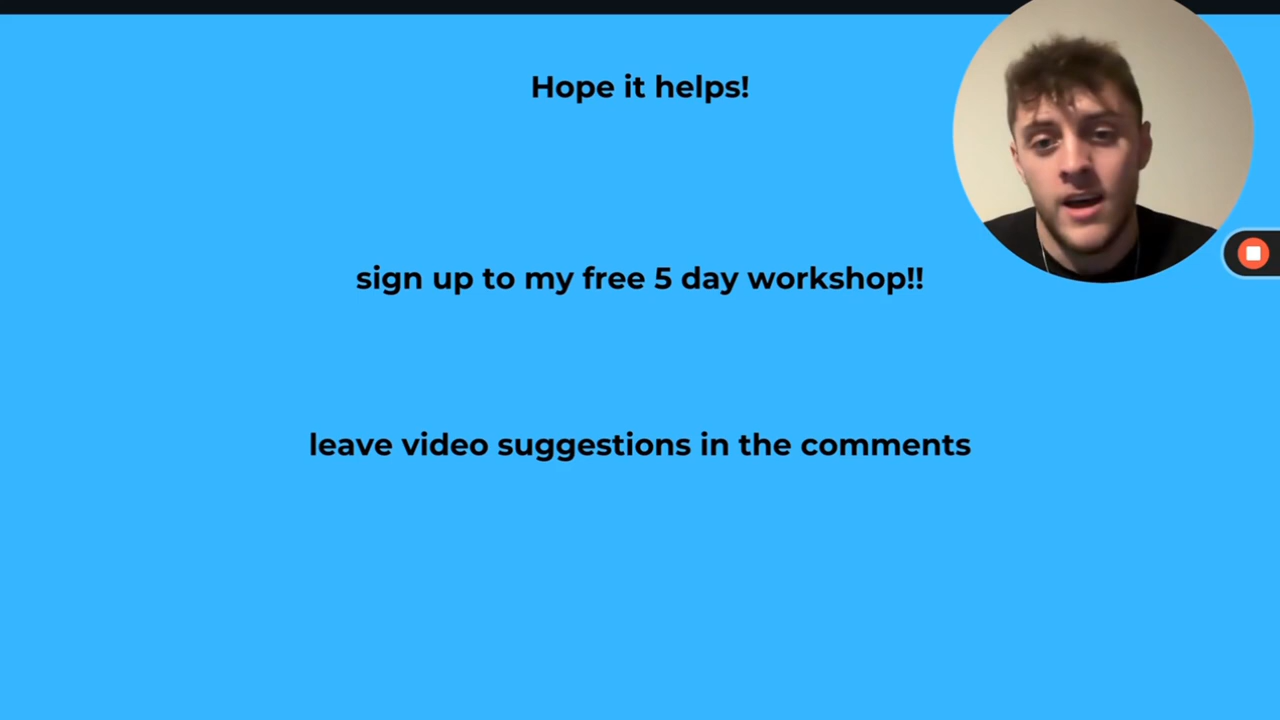 Hope it helps!
sign up to my free 5 day workshop!!
leave video suggestions in the comments